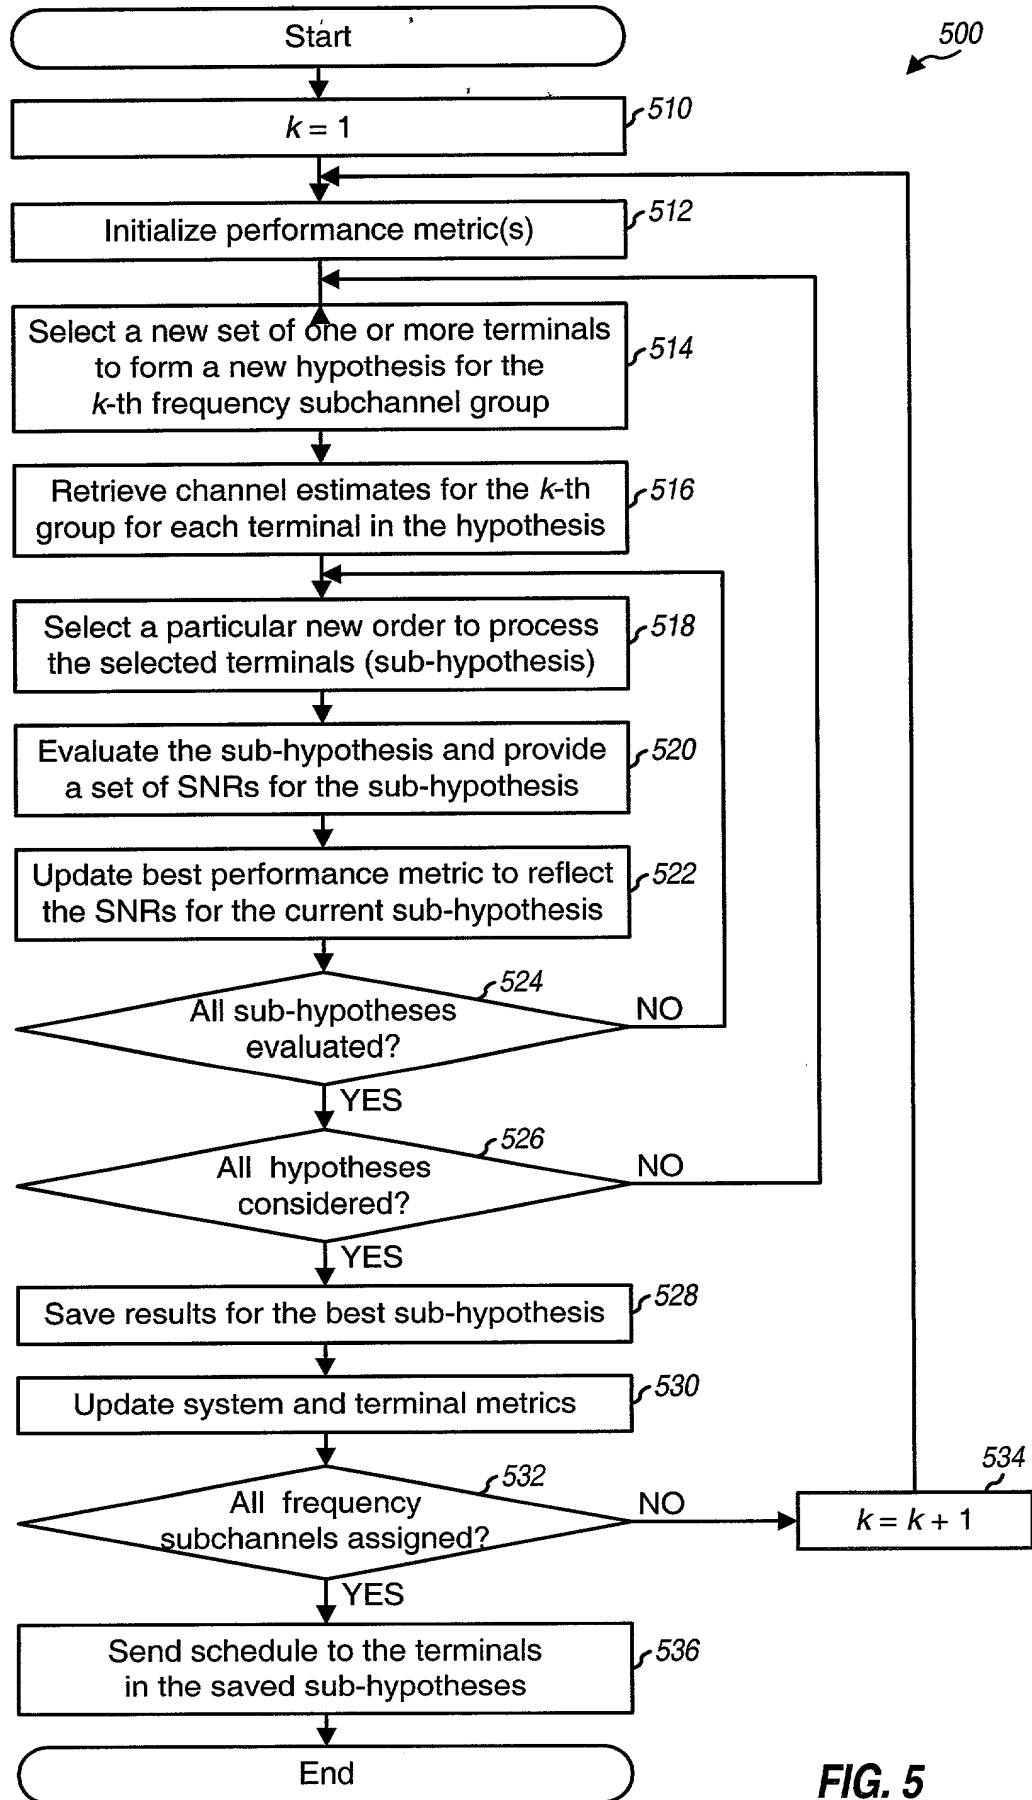 Start
500
k = 1
510
Initialize performance metric(s)
512
Select a new set of one or more terminals
to form a new hypothesis for the
k-th frequency subchannel group
514
Retrieve channel estimates for the k-th
group for each terminal in the hypothesis
516
Select a particular new order to process
the selected terminals (sub-hypothesis)
518
Evaluate the sub-hypothesis and provide
a set of SNRs for the sub-hypothesis
520
Update best performance metric to reflect
the SNRs for the current sub-hypothesis
522
524
All sub-hypotheses
evaluated?
NO
YES
526
All hypotheses
considered?
NO
YES
Save results for the best sub-hypothesis
528
Update system and terminal metrics
530
532
All frequency
subchannels assigned?
NO
534
k = k + 1
YES
Send schedule to the terminals
in the saved sub-hypotheses
536
End
FIG. 5